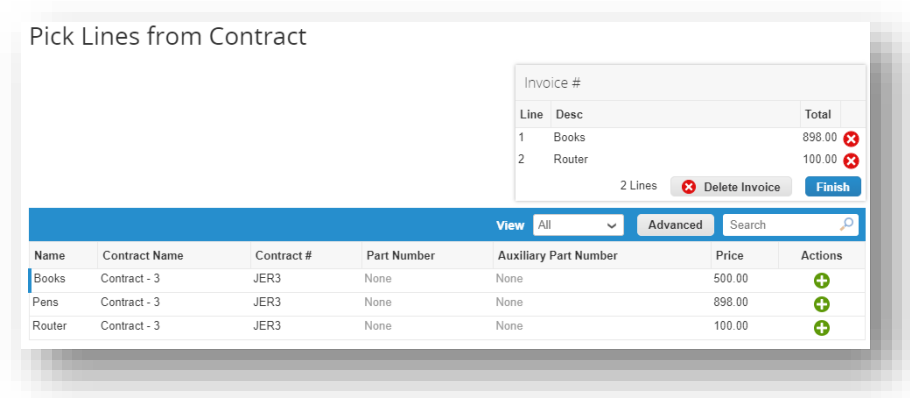 Pick Lines from Contract
Invoice #
Line Desc Total
1 Books 898.00
2 Router 100.00
2 Lines Delete Invoice Finish
View All Advanced Search
Name Contract Name Contract # Part Number Auxiliary Part Number Price Actions
Books Contract - 3 JER3 None None 500.00
Pens Contract - 3 JER3 None None 898.00
Router Contract - 3 JER3 None None 100.00